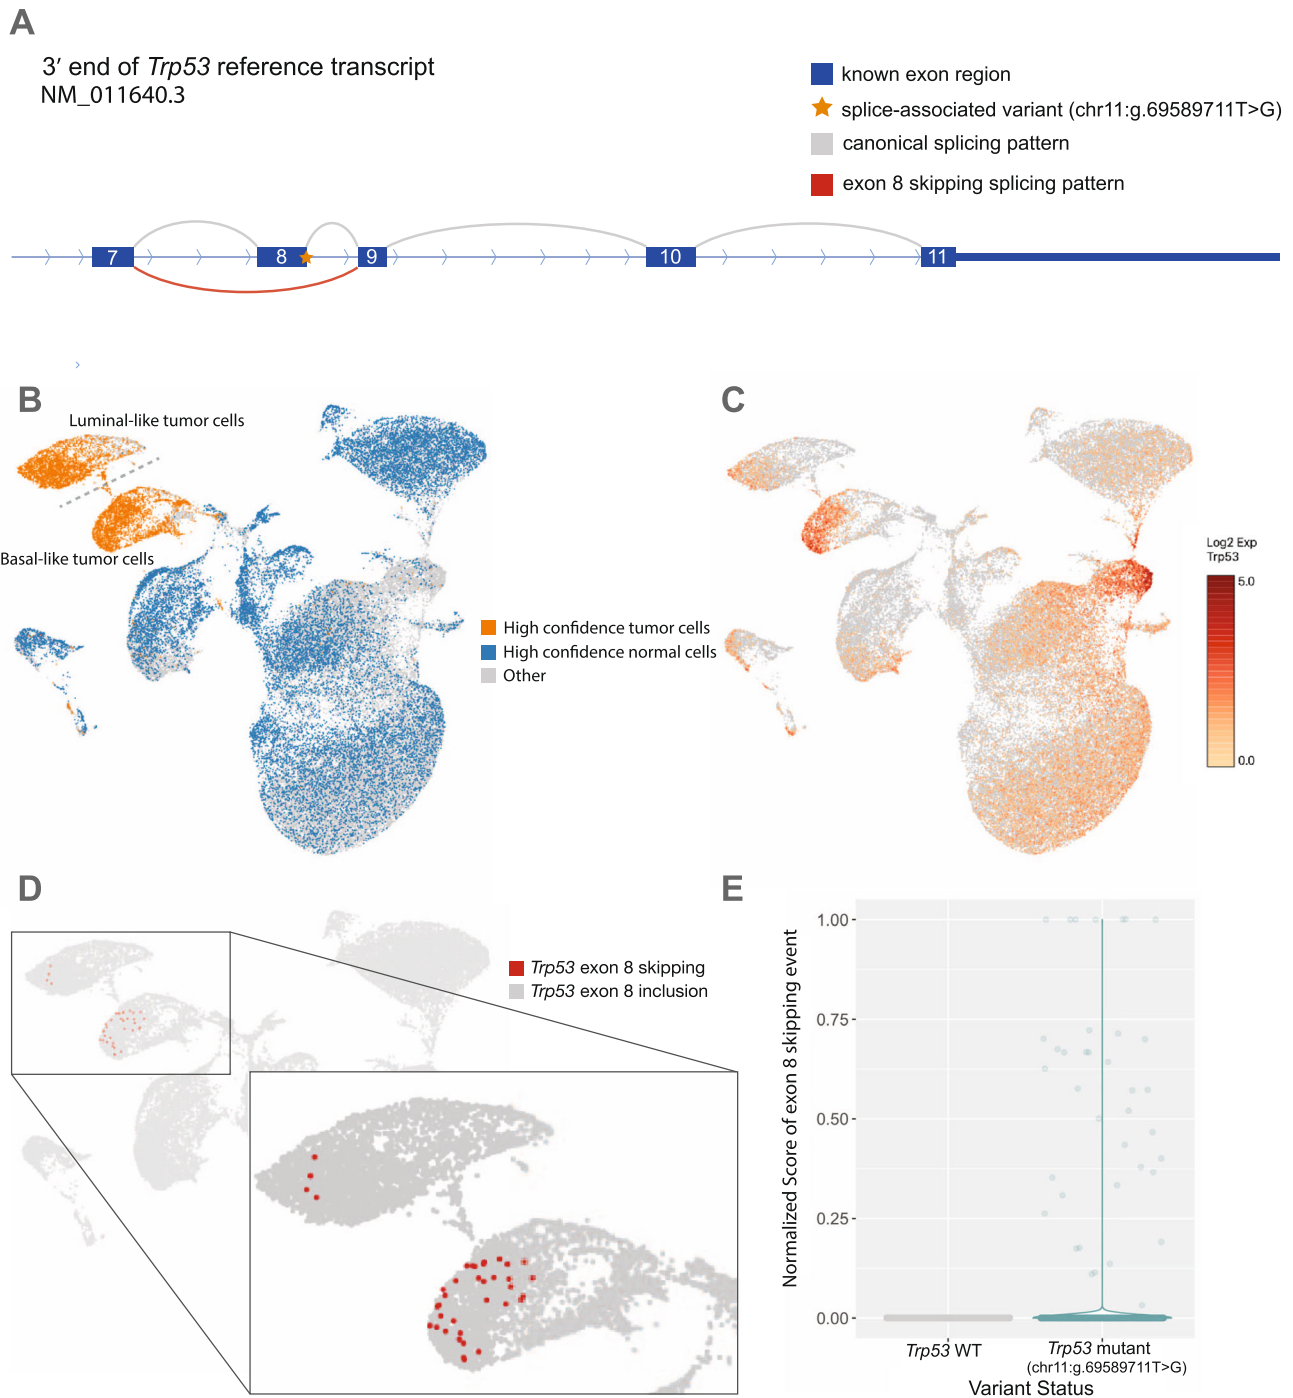 A
3′ end of Trp53 reference transcript
NM_011640.3
known exon region
splice-associated variant (chr11:g.69589711T>G)
canonical splicing pattern
exon 8 skipping splicing pattern
7 8 9 10 11
B
Luminal-like tumor cells
Basal-like tumor cells
High confidence tumor cells
High confidence normal cells
Other
C
Log2 Exp
Trp53
5.0
0.0
D
Trp53 exon 8 skipping
Trp53 exon 8 inclusion
E
Normalized Score of exon 8 skipping event
1.00
0.75
0.50
0.25
0.00
Trp53 WT
Trp53 mutant
(chr11:g.69589711T>G)
Variant Status